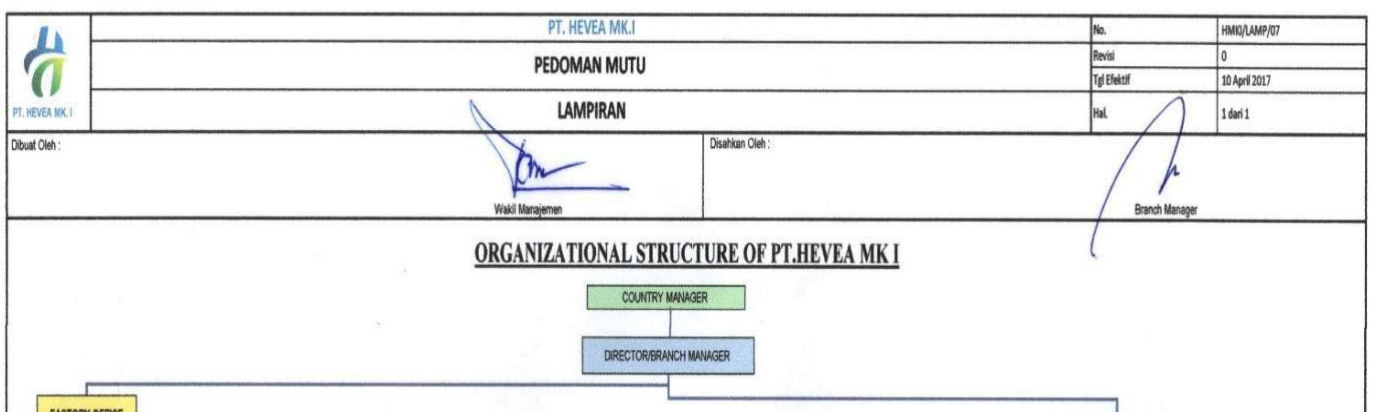 PT. HEVEA MK.I
PT. HEVEA MK.I
PEDOMAN MUTU
LAMPIRAN
No. HMKI/LAMP/07
Revisi 0
Tgl Efektif 10 April 2017
Hal. 1 dari 1
Dibuat Oleh :
Wakil Manajemen
Disahkan Oleh :
Branch Manager
ORGANIZATIONAL STRUCTURE OF PT.HEVEA MK I
COUNTRY MANAGER
DIRECTOR/BRANCH MANAGER
FACTORY OFFICE